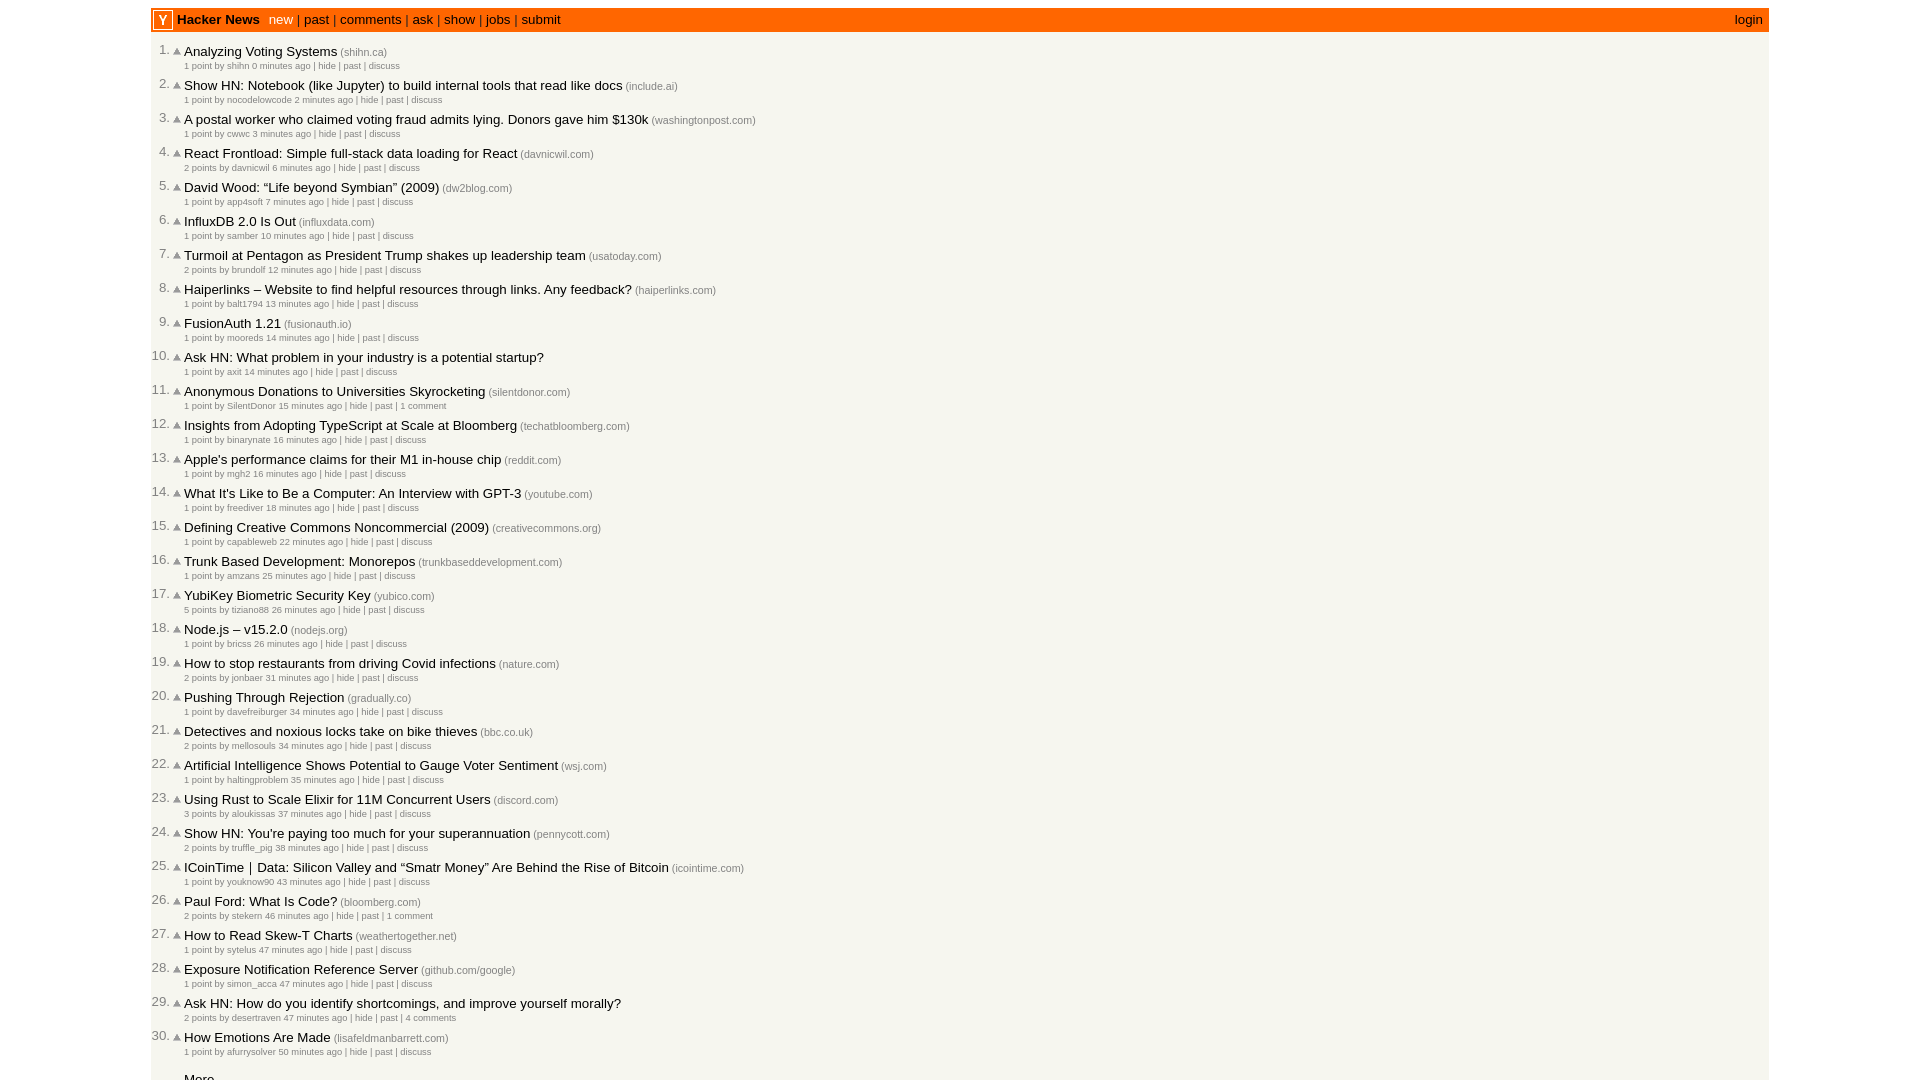 Y Hacker News new | past | comments | ask | show | jobs | submit login
1. Analyzing Voting Systems (shihn.ca)
1 point by shihn 0 minutes ago | hide | past | discuss
2. Show HN: Notebook (like Jupyter) to build internal tools that read like docs (include.ai)
1 point by nocodelowcode 2 minutes ago | hide | past | discuss
3. A postal worker who claimed voting fraud admits lying. Donors gave him $130k (washingtonpost.com)
1 point by cwwc 3 minutes ago | hide | past | discuss
4. React Frontload: Simple full-stack data loading for React (davnicwil.com)
2 points by davnicwil 6 minutes ago | hide | past | discuss
5. David Wood: “Life beyond Symbian” (2009) (dw2blog.com)
1 point by app4soft 7 minutes ago | hide | past | discuss
6. InfluxDB 2.0 Is Out (influxdata.com)
1 point by samber 10 minutes ago | hide | past | discuss
7. Turmoil at Pentagon as President Trump shakes up leadership team (usatoday.com)
2 points by brundolf 12 minutes ago | hide | past | discuss
8. Haiperlinks – Website to find helpful resources through links. Any feedback? (haiperlinks.com)
1 point by balt1794 13 minutes ago | hide | past | discuss
9. FusionAuth 1.21 (fusionauth.io)
1 point by mooreds 14 minutes ago | hide | past | discuss
10. Ask HN: What problem in your industry is a potential startup?
1 point by axit 14 minutes ago | hide | past | discuss
11. Anonymous Donations to Universities Skyrocketing (silentdonor.com)
1 point by SilentDonor 15 minutes ago | hide | past | 1 comment
12. Insights from Adopting TypeScript at Scale at Bloomberg (techatbloomberg.com)
1 point by binarynate 16 minutes ago | hide | past | discuss
13. Apple's performance claims for their M1 in-house chip (reddit.com)
1 point by mgh2 16 minutes ago | hide | past | discuss
14. What It's Like to Be a Computer: An Interview with GPT-3 (youtube.com)
1 point by freediver 18 minutes ago | hide | past | discuss
15. Defining Creative Commons Noncommercial (2009) (creativecommons.org)
1 point by capableweb 22 minutes ago | hide | past | discuss
16. Trunk Based Development: Monorepos (trunkbaseddevelopment.com)
1 point by amzans 25 minutes ago | hide | past | discuss
17. YubiKey Biometric Security Key (yubico.com)
5 points by tiziano88 26 minutes ago | hide | past | discuss
18. Node.js – v15.2.0 (nodejs.org)
1 point by bricss 26 minutes ago | hide | past | discuss
19. How to stop restaurants from driving Covid infections (nature.com)
2 points by jonbaer 31 minutes ago | hide | past | discuss
20. Pushing Through Rejection (gradually.co)
1 point by davefreiburger 34 minutes ago | hide | past | discuss
21. Detectives and noxious locks take on bike thieves (bbc.co.uk)
2 points by mellosouls 34 minutes ago | hide | past | discuss
22. Artificial Intelligence Shows Potential to Gauge Voter Sentiment (wsj.com)
1 point by haltingproblem 35 minutes ago | hide | past | discuss
23. Using Rust to Scale Elixir for 11M Concurrent Users (discord.com)
3 points by aloukissas 37 minutes ago | hide | past | discuss
24. Show HN: You're paying too much for your superannuation (pennycott.com)
2 points by truffle_pig 38 minutes ago | hide | past | discuss
25. ICoinTime｜Data: Silicon Valley and “Smatr Money” Are Behind the Rise of Bitcoin (icointime.com)
1 point by youknow90 43 minutes ago | hide | past | discuss
26. Paul Ford: What Is Code? (bloomberg.com)
2 points by stekern 46 minutes ago | hide | past | 1 comment
27. How to Read Skew-T Charts (weathertogether.net)
1 point by sytelus 47 minutes ago | hide | past | discuss
28. Exposure Notification Reference Server (github.com/google)
1 point by simon_acca 47 minutes ago | hide | past | discuss
29. Ask HN: How do you identify shortcomings, and improve yourself morally?
2 points by desertraven 47 minutes ago | hide | past | 4 comments
30. How Emotions Are Made (lisafeldmanbarrett.com)
1 point by afurrysolver 50 minutes ago | hide | past | discuss
More